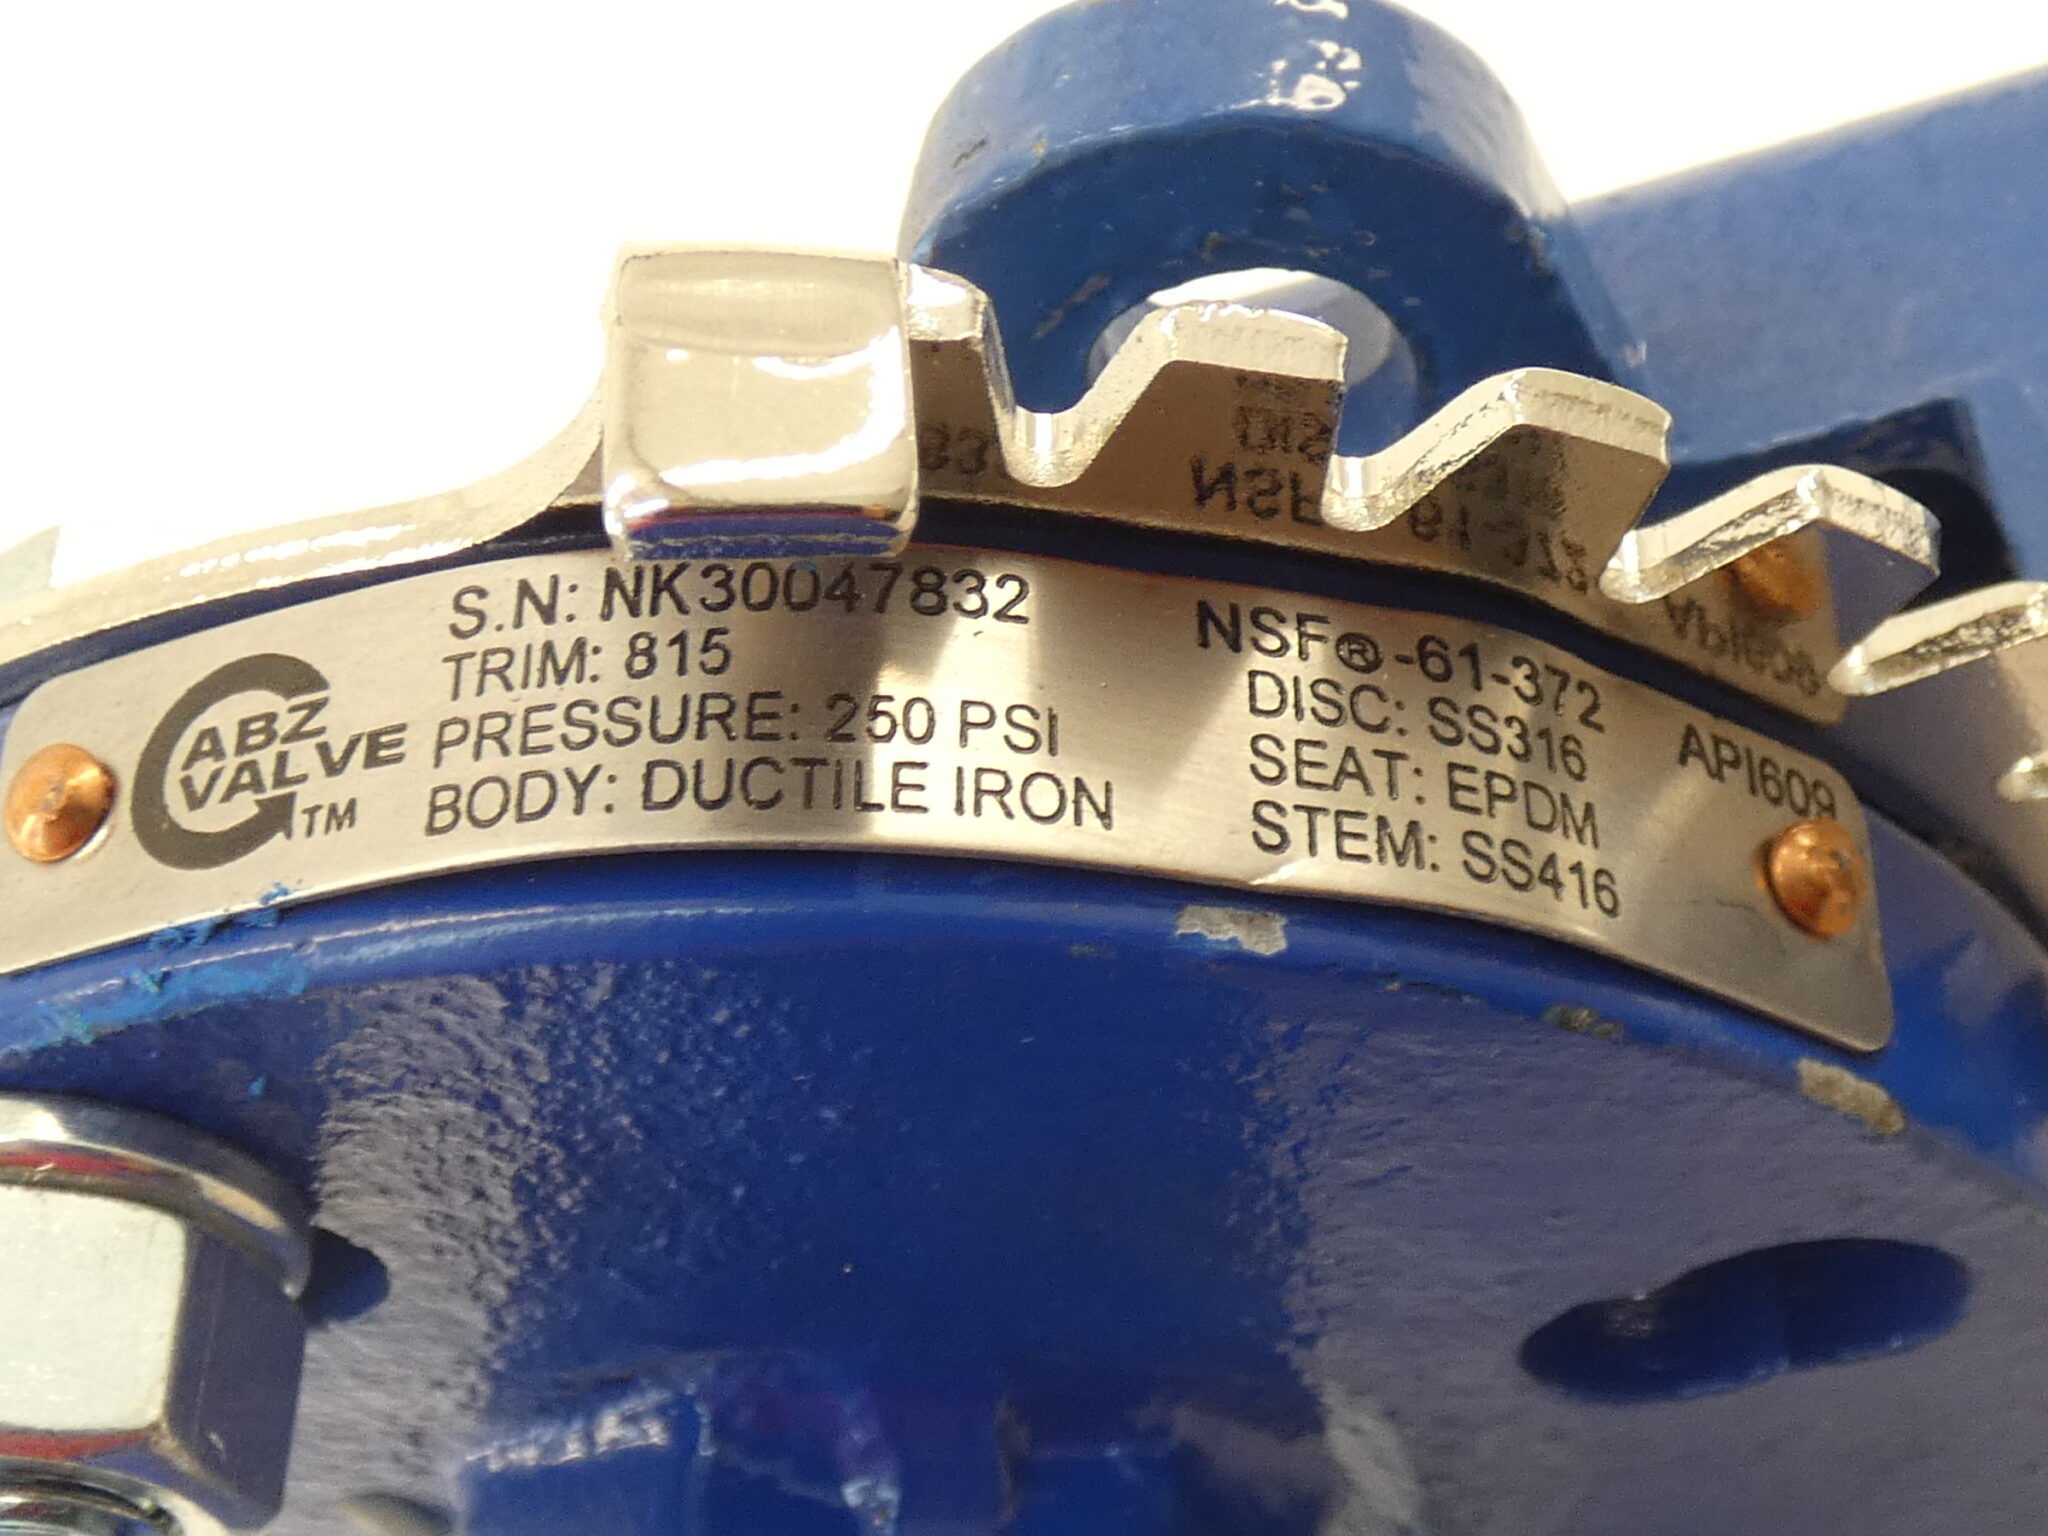 ABZ
VALVE
TM
S.N: NK30047832
TRIM: 815
PRESSURE: 250 PSI
BODY: DUCTILE IRON
NSF®-61-372
DISC: SS316
SEAT: EPDM
STEM: SS416
API609